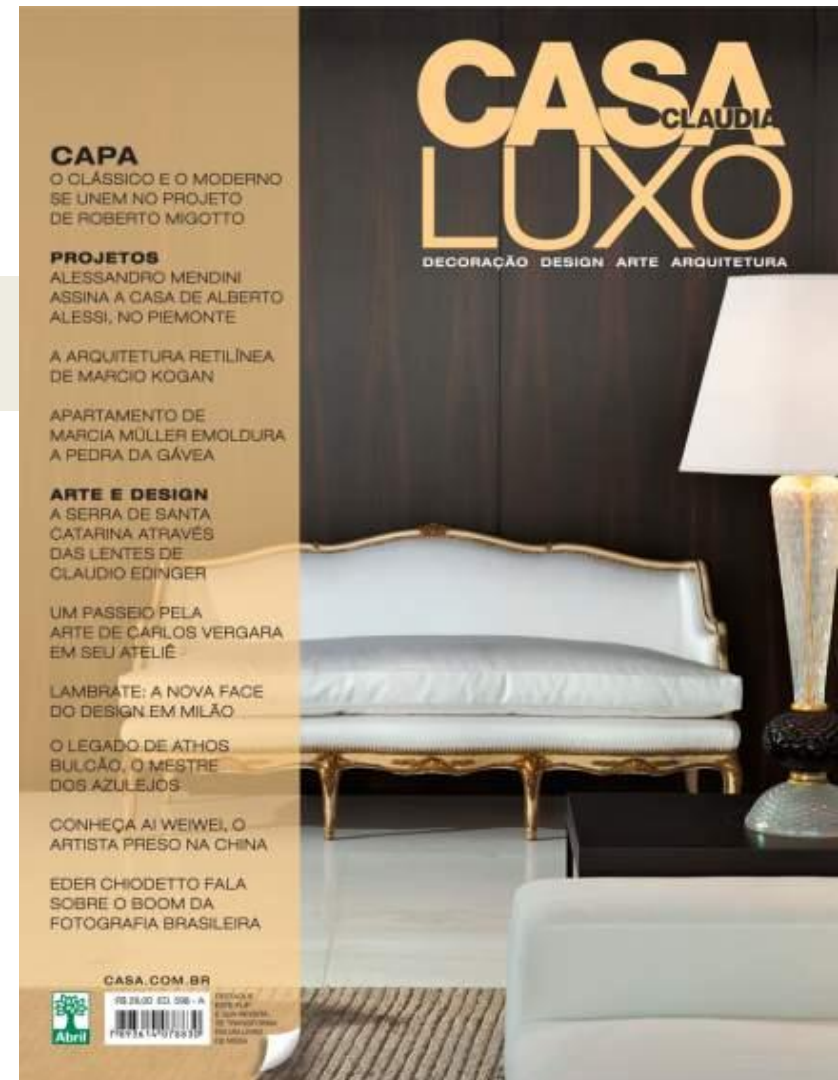 CASA
CLAUDIA
LUXO
DECORAÇÃO DESIGN ARTE ARQUITETURA
CAPA
O CLÁSSICO E O MODERNO
SE UNEM NO PROJETO
DE ROBERTO MIGOTTO
PROJETOS
ALESSANDRO MENDINI
ASSINA A CASA DE ALBERTO
ALESSI, NO PIEMONTE
A ARQUITETURA RETILÍNEA
DE MARCIO KOGAN
APARTAMENTO DE
MARCIA MÜLLER EMOLDURA
A PEDRA DA GÁVEA
ARTE E DESIGN
A SERRA DE SANTA
CATARINA ATRAVÉS
DAS LENTES DE
CLAUDIO EDINGER
UM PASSEIO PELA
ARTE DE CARLOS VERGARA
EM SEU ATELIÊ
LAMBRATE: A NOVA FACE
DO DESIGN EM MILÃO
O LEGADO DE ATHOS
BULCÃO, O MESTRE
DOS AZULEJOS
CONHEÇA AI WEIWEI, O
ARTISTA PRESO NA CHINA
EDER CHIODETTO FALA
SOBRE O BOOM DA
FOTOGRAFIA BRASILEIRA
CASA.COM.BR
Abril